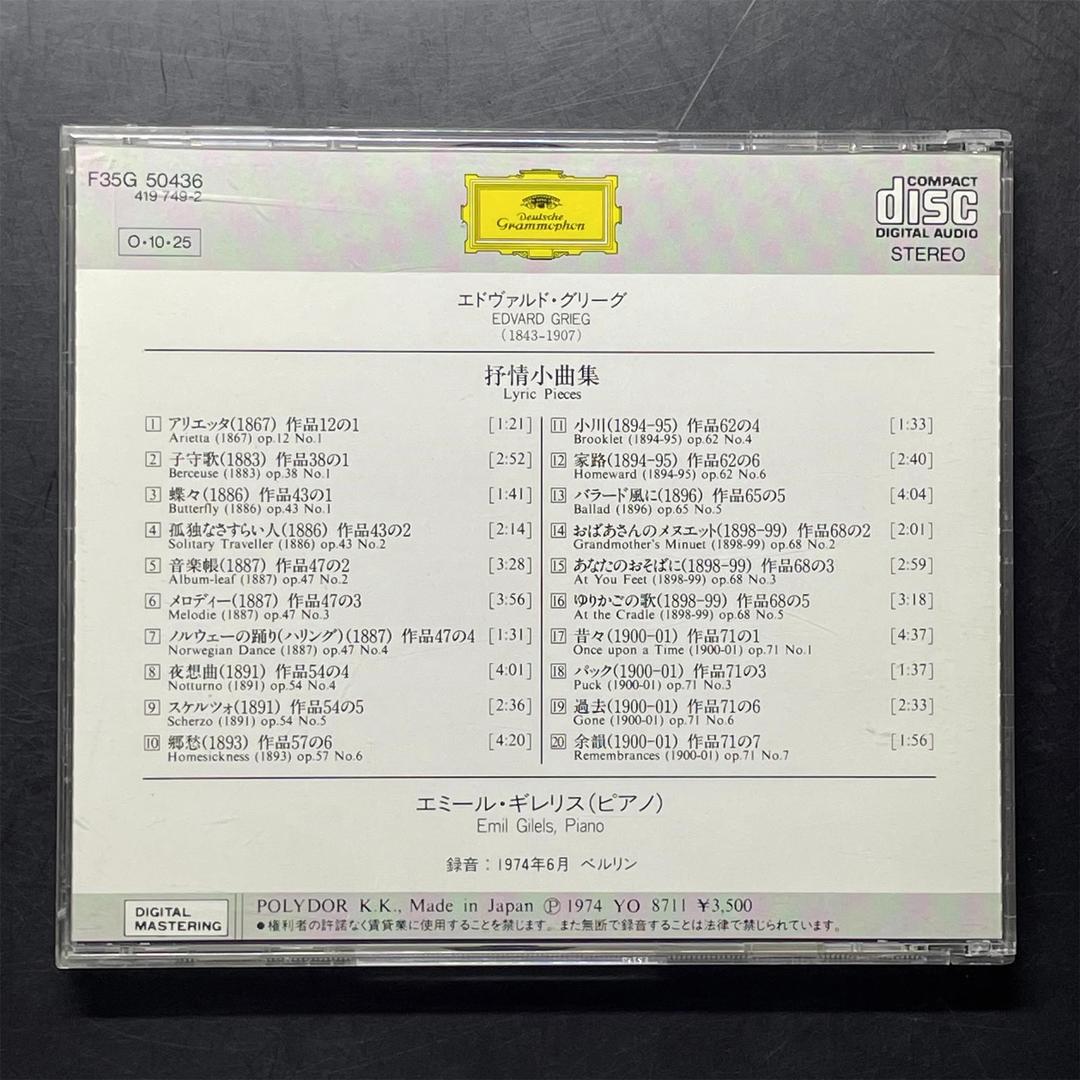 F35G 50436
419 749-2
O・10・25
Deutsche
Grammophon
COMPACT
disc
DIGITAL AUDIO
STEREO
エドヴァルド・グリーグ
EDVARD GRIEG
(1843-1907)
抒情小曲集
Lyric Pieces
1 アリエッタ(1867) 作品12の1 [1:21]
Arietta (1867) op.12 No.1
2 子守歌(1883) 作品38の1 [2:52]
Berceuse (1883) op.38 No.1
3 蝶々(1886) 作品43の1 [1:41]
Butterfly (1886) op.43 No.1
4 孤独なさすらい人(1886) 作品43の2 [2:14]
Solitary Traveller (1886) op.43 No.2
5 音楽帳(1887) 作品47の2 [3:28]
Album-leaf (1887) op.47 No.2
6 メロディー(1887) 作品47の3 [3:56]
Melodie (1887) op.47 No.3
7 ノルウェーの踊り(ハリング)(1887) 作品47の4 [1:31]
Norwegian Dance (1887) op.47 No.4
8 夜想曲(1891) 作品54の4 [4:01]
Notturno (1891) op.54 No.4
9 スケルツォ(1891) 作品54の5 [2:36]
Scherzo (1891) op.54 No.5
10 郷愁(1893) 作品57の6 [4:20]
Homesickness (1893) op.57 No.6
11 小川(1894-95) 作品62の4 [1:33]
Brooklet (1894-95) op.62 No.4
12 家路(1894-95) 作品62の6 [2:40]
Homeward (1894-95) op.62 No.6
13 バラード風に(1896) 作品65の5 [4:04]
Ballad (1896) op.65 No.5
14 おばあさんのメヌエット(1898-99) 作品68の2 [2:01]
Grandmother's Minuet (1898-99) op.68 No.2
15 あなたのおそばに(1898-99) 作品68の3 [2:59]
At You Feet (1898-99) op.68 No.3
16 ゆりかごの歌(1898-99) 作品68の5 [3:18]
At the Cradle (1898-99) op.68 No.5
17 昔々(1900-01) 作品71の1 [4:37]
Once upon a Time (1900-01) op.71 No.1
18 パック(1900-01) 作品71の3 [1:37]
Puck (1900-01) op.71 No.3
19 過去(1900-01) 作品71の6 [2:33]
Gone (1900-01) op.71 No.6
20 余韻(1900-01) 作品71の7 [1:56]
Remembrances (1900-01) op.71 No.7
エミール・ギレリス(ピアノ)
Emil Gilels, Piano
録音：1974年6月 ベルリン
DIGITAL
MASTERING
POLYDOR K.K., Made in Japan Ⓟ 1974 YO 8711 ¥3,500
●権利者の許諾なく賃貸業に使用することを禁じます。また無断で録音することは法律で禁じられています。